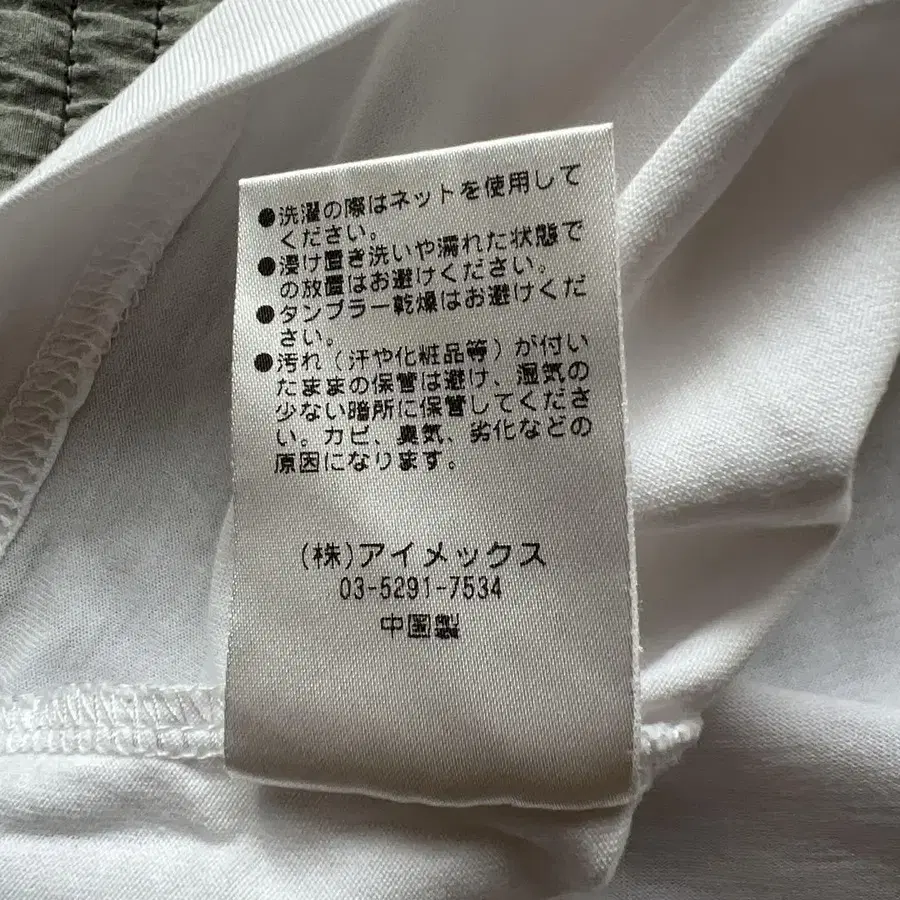 ●洗濯の際はネットを使用して
ください。
●浸け置き洗いや濡れた状態で
の放置はお避けください。
●タンブラー乾燥はお避けくだ
さい。
●汚れ（汗や化粧品等）が付い
たままの保管は避け、湿気の
少ない暗所に保管してくださ
い。カビ、臭気、劣化などの
原因になります。
(株)アイメックス
03-5291-7534
中国製